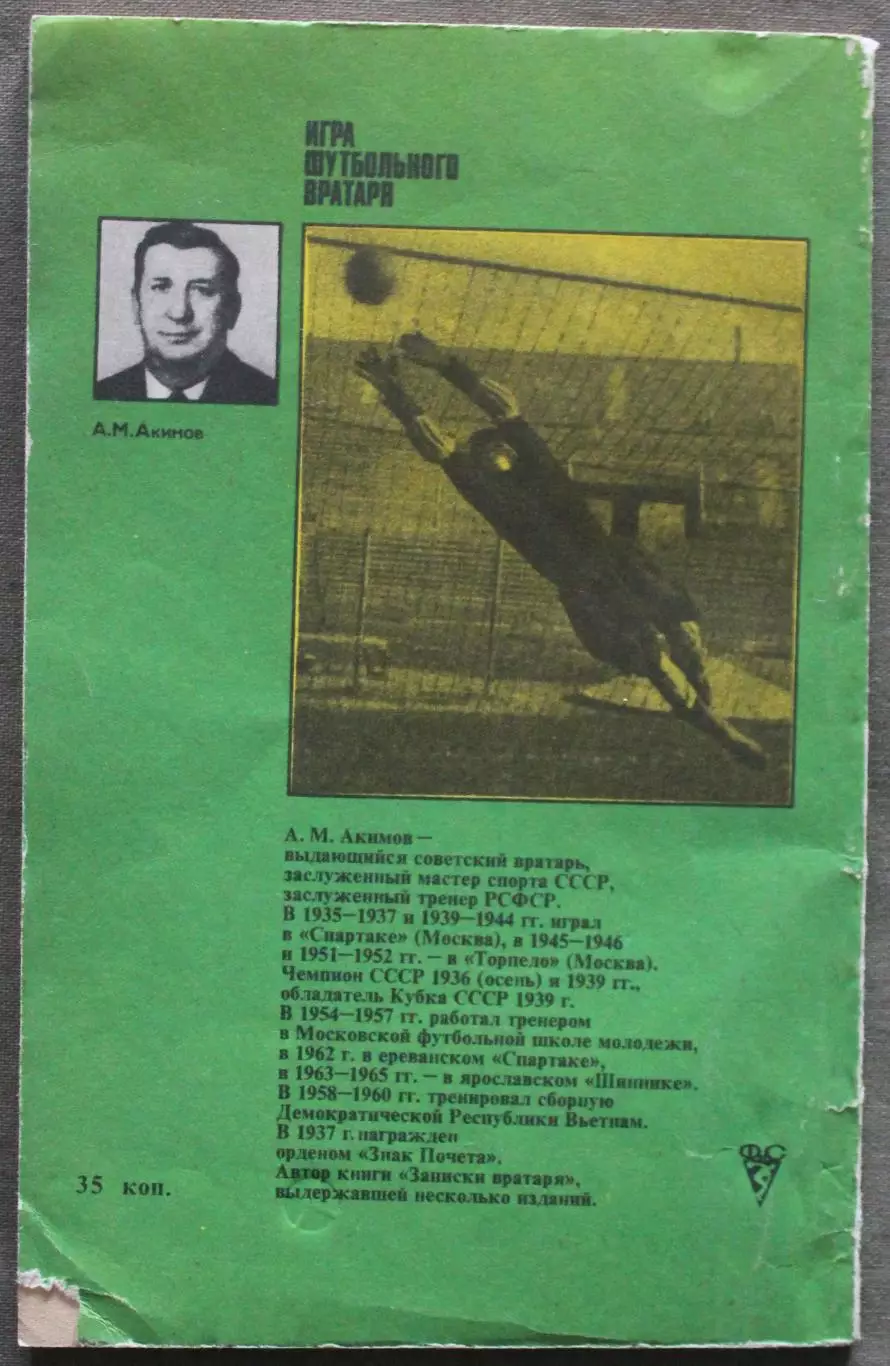 ИГРА
ФУТБОЛЬНОГО
ВРАТАРЯ
А.М.Акимов
А. М. Акимов —
выдающийся советский вратарь,
заслуженный мастер спорта СССР,
заслуженный тренер РСФСР.
В 1935—1937 и 1939—1944 гг. играл
в «Спартаке» (Москва), в 1945—1946
и 1951—1952 гг. — в «Торпедо» (Москва).
Чемпион СССР 1936 (осень) и 1939 гг.,
обладатель Кубка СССР 1939 г.
В 1954—1957 гг. работал тренером
в Московской футбольной школе молодежи,
в 1962 г. в ереванском «Спартаке»,
в 1963—1965 гг. — в ярославском «Шиннике».
В 1958—1960 гг. тренировал сборную
Демократической Республики Вьетнам.
В 1937 г. награжден
орденом «Знак Почета».
Автор книги «Записки вратаря»,
выдержавшей несколько изданий.
35 коп.
ФиС